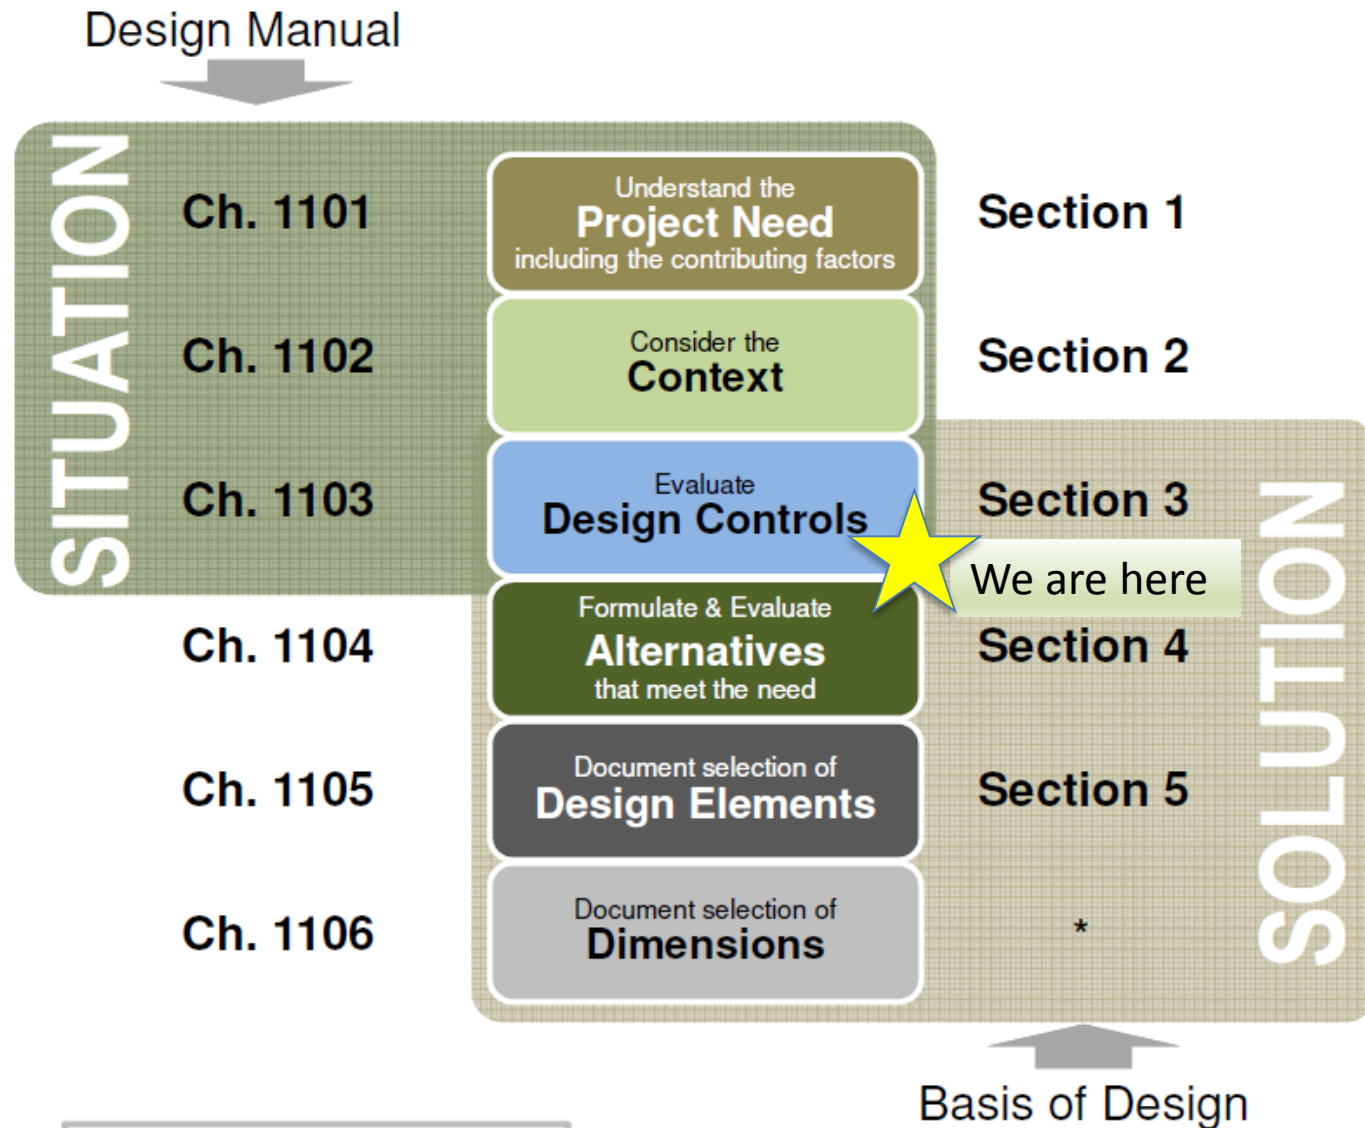 Design Manual
SITUATION
Ch. 1101
Understand the
Project Need
including the contributing factors
Section 1
Ch. 1102
Consider the
Context
Section 2
Ch. 1103
Evaluate
Design Controls
Section 3
We are here
SOLUTION
Ch. 1104
Formulate & Evaluate
Alternatives
that meet the need
Section 4
Ch. 1105
Document selection of
Design Elements
Section 5
Ch. 1106
Document selection of
Dimensions
*
Basis of Design